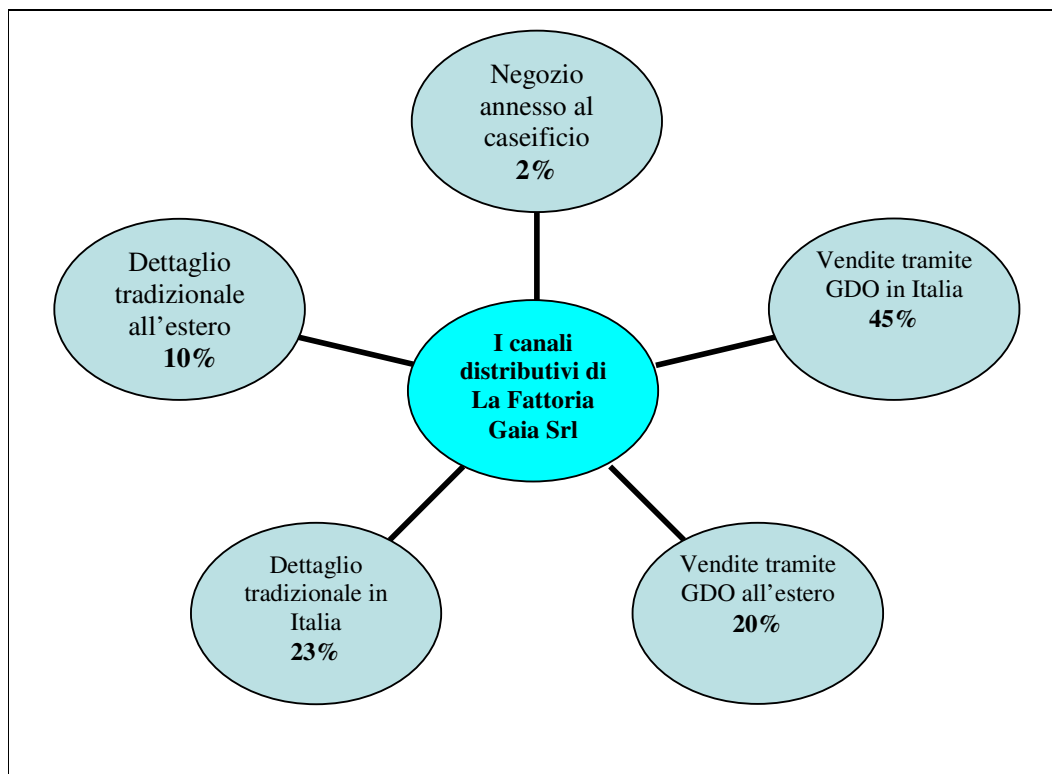 Negozio
annesso al
caseificio
2%
Dettaglio
tradizionale
all'estero
10%
Vendite tramite
GDO in Italia
45%
I canali
distributivi di
La Fattoria
Gaia Srl
Dettaglio
tradizionale in
Italia
23%
Vendite tramite
GDO all'estero
20%